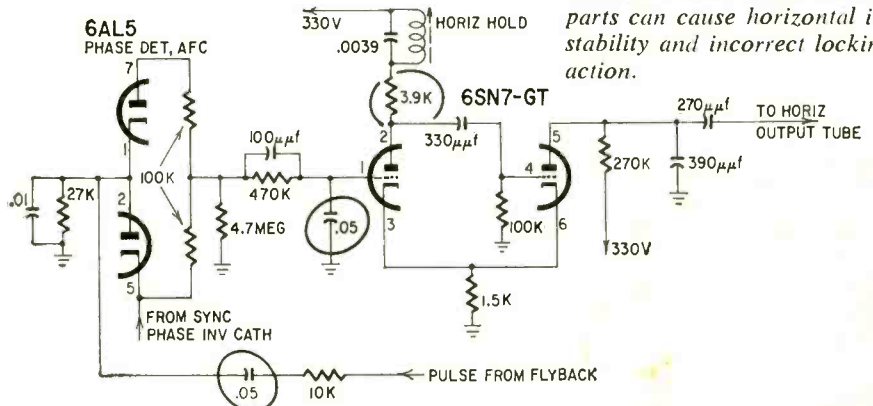 parts can cause horizontal in-
stability and incorrect locking
action.
330V
HORIZ HOLD
.0039
6AL5
PHASE DET, AFC
7
3.9K
6SN7-GT
270µµf
TO HORIZ
OUTPUT TUBE
100µµf
2
330µµf
5
1
1
4
270K
390µµf
.01
27K
2
100K
470K
3
100K
6
4.7MEG
.05
330V
5
1.5K
FROM SYNC
PHASE INV CATH
.05
10K
PULSE FROM FLYBACK